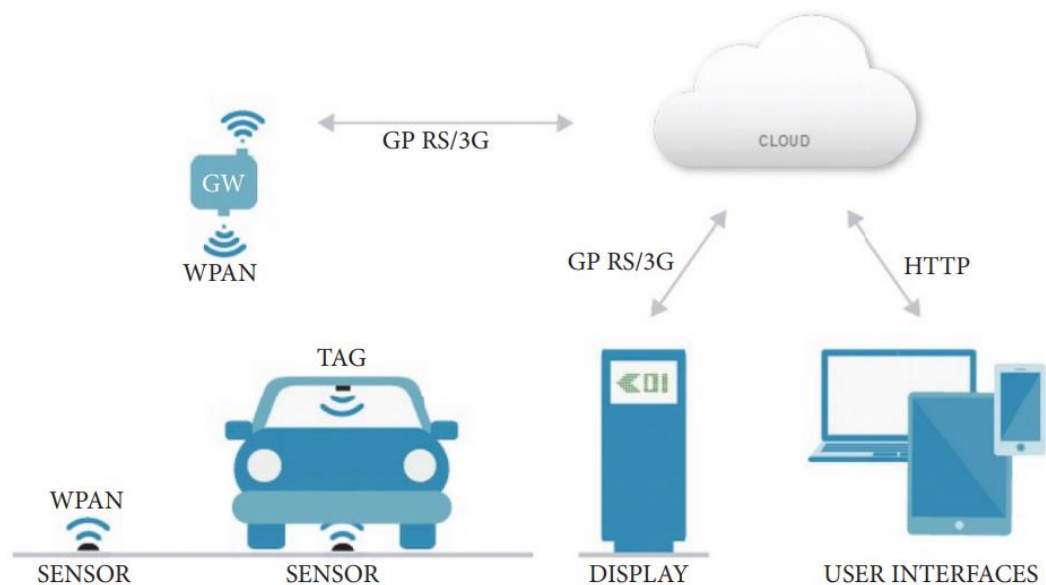 CLOUD
GP RS/3G
GW
WPAN
GP RS/3G
HTTP
TAG
WPAN
SENSOR
SENSOR
DISPLAY
USER INTERFACES